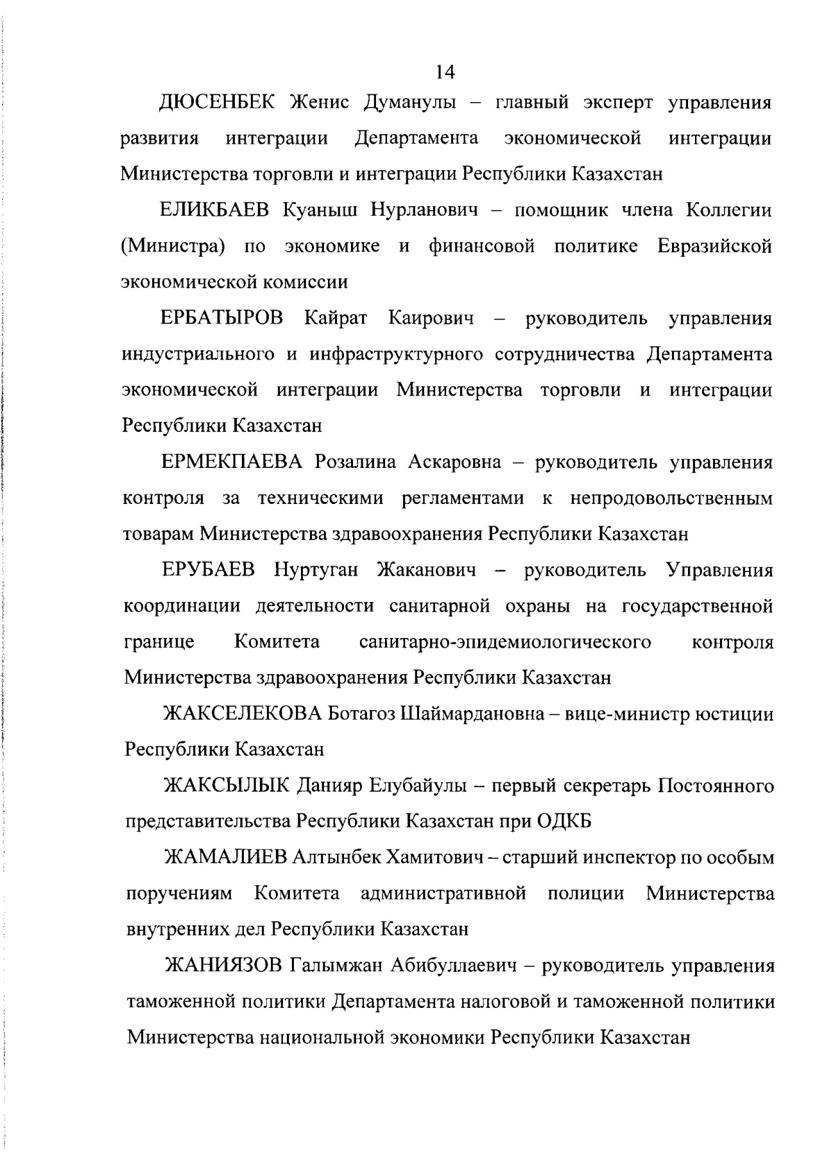 14
ДЮСЕНБЕК Женис Думанулы – главный эксперт управления
развития интеграции Департамента экономической интеграции
Министерства торговли и интеграции Республики Казахстан
ЕЛИКБАЕВ Куаныш Нурланович – помощник члена Коллегии
(Министра) по экономике и финансовой политике Евразийской
экономической комиссии
ЕРБАТЫРОВ Кайрат Каирович – руководитель управления
индустриального и инфраструктурного сотрудничества Департамента
экономической интеграции Министерства торговли и интеграции
Республики Казахстан
ЕРМЕКПАЕВА Розалина Аскаровна – руководитель управления
контроля за техническими регламентами к непродовольственным
товарам Министерства здравоохранения Республики Казахстан
ЕРУБАЕВ Нуртуган Жаканович – руководитель Управления
координации деятельности санитарной охраны на государственной
границе Комитета санитарно-эпидемиологического контроля
Министерства здравоохранения Республики Казахстан
ЖАКСЕЛЕКОВА Ботагоз Шаймардановна – вице-министр юстиции
Республики Казахстан
ЖАКСЫЛЫК Данияр Елубайулы – первый секретарь Постоянного
представительства Республики Казахстан при ОДКБ
ЖАМАЛИЕВ Алтынбек Хамитович – старший инспектор по особым
поручениям Комитета административной полиции Министерства
внутренних дел Республики Казахстан
ЖАНИЯЗОВ Галымжан Абибуллаевич – руководитель управления
таможенной политики Департамента налоговой и таможенной политики
Министерства национальной экономики Республики Казахстан